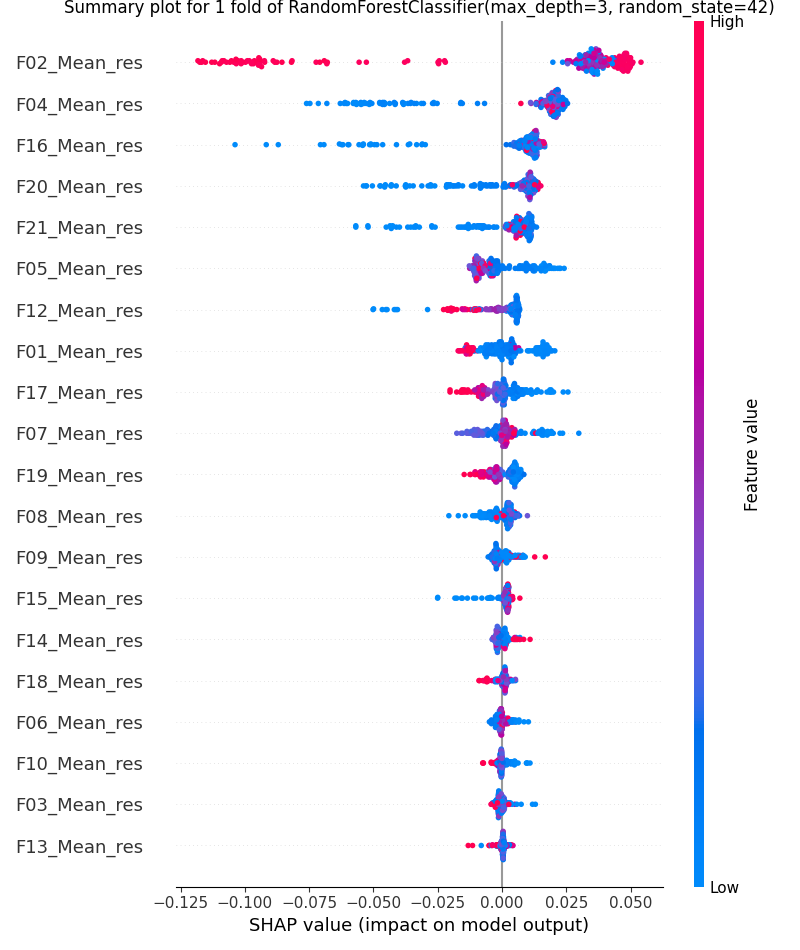 Summary plot for 1 fold of RandomForestClassifier(max_depth=3, random_state=42)
High
F02_Mean_res
F04_Mean_res
F16_Mean_res
F20_Mean_res
F21_Mean_res
F05_Mean_res
F12_Mean_res
F01_Mean_res
F17_Mean_res
F07_Mean_res
F19_Mean_res
F08_Mean_res
F09_Mean_res
F15_Mean_res
F14_Mean_res
F18_Mean_res
F06_Mean_res
F10_Mean_res
F03_Mean_res
F13_Mean_res
Feature value
Low
−0.125 −0.100 −0.075 −0.050 −0.025 0.000 0.025 0.050
SHAP value (impact on model output)